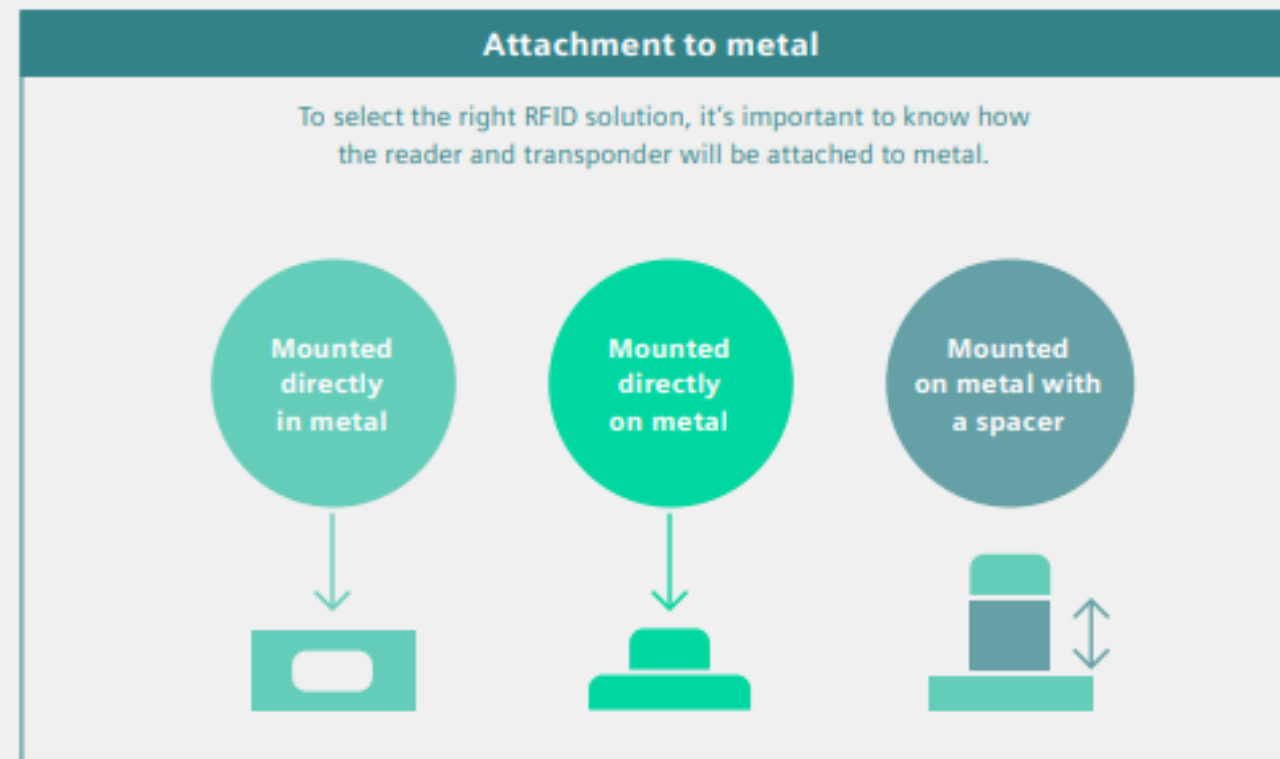 Attachment to metal
To select the right RFID solution, it's important to know how
the reader and transponder will be attached to metal.
Mounted
directly
in metal
Mounted
directly
on metal
Mounted
on metal with
a spacer